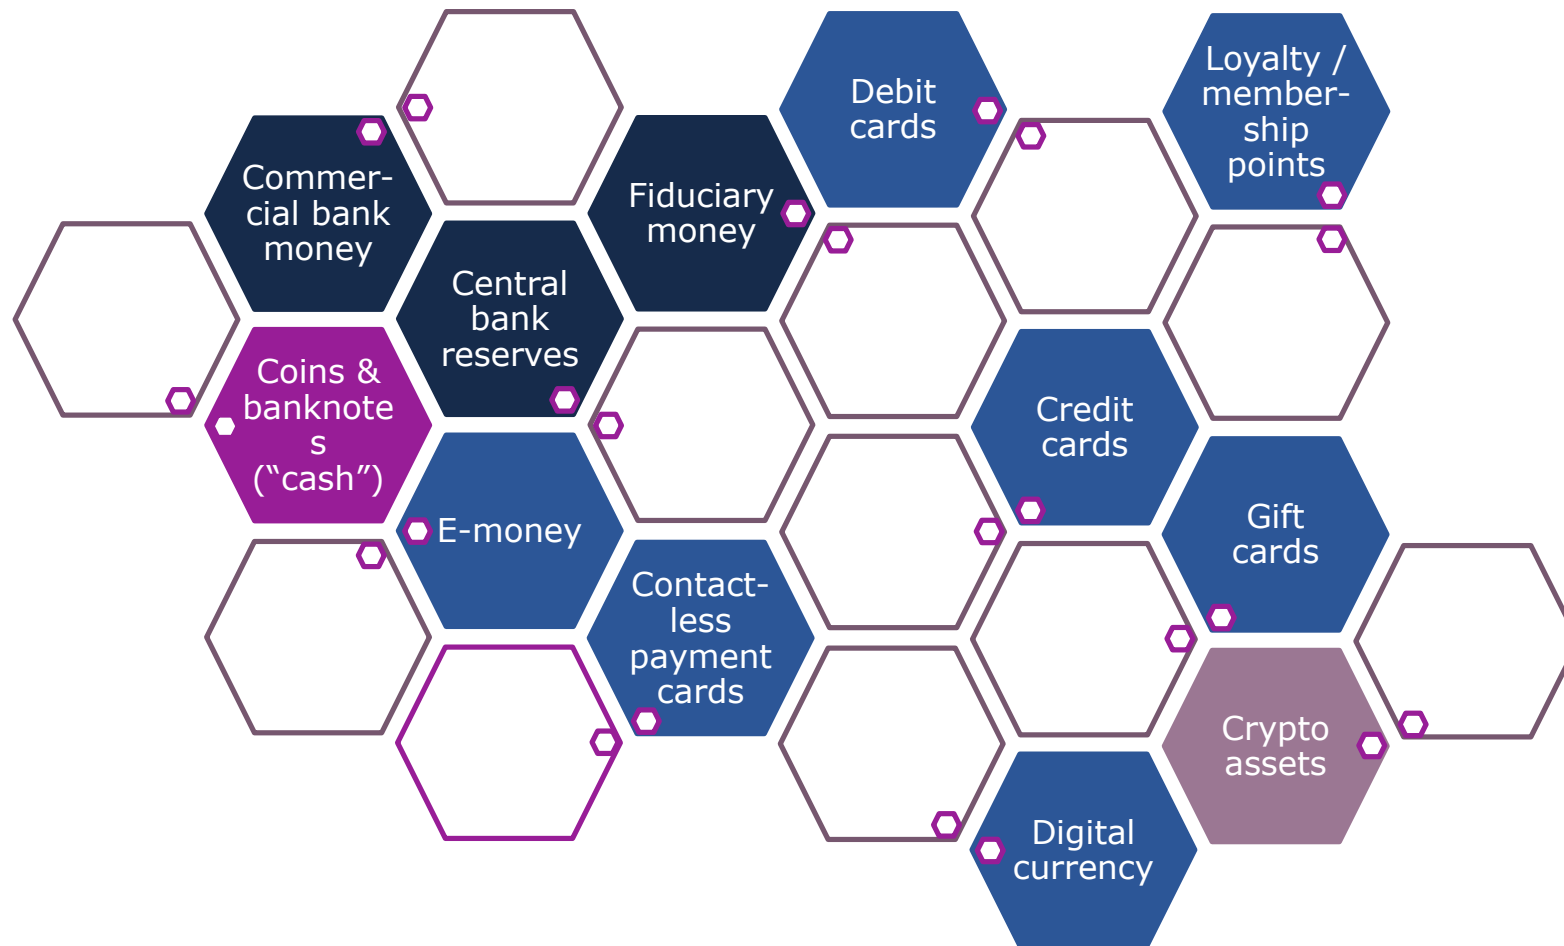 Commer-
cial bank
money
Coins &
banknote
s
(“cash”)
Central
bank
reserves
E-money
Fiduciary
money
Contact-
less
payment
cards
Debit
cards
Credit
cards
Digital
currency
Loyalty /
member-
ship
points
Gift
cards
Crypto
assets